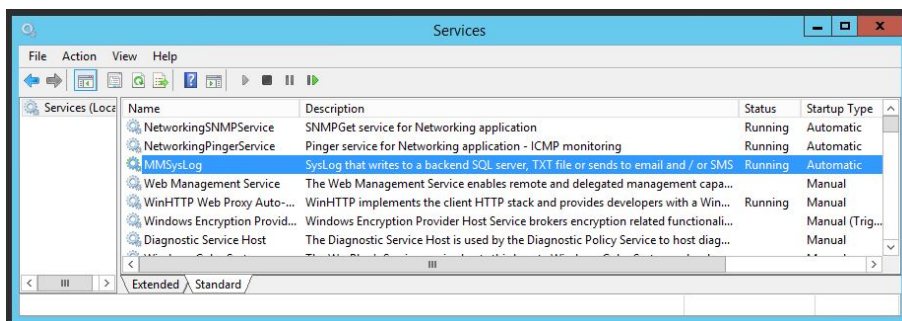 Services
File Action View Help
Services (Loca
Name Description Status Startup Type
NetworkingSNMPService SNMPGet service for Networking application Running Automatic
NetworkingPingerService Pinger service for Networking application - ICMP monitoring Running Automatic
MMSysLog SysLog that writes to a backend SQL server, TXT file or sends to email and / or SMS Running Automatic
Web Management Service The Web Management Service enables remote and delegated management capa... Manual
WinHTTP Web Proxy Auto-... WinHTTP implements the client HTTP stack and provides developers with a Win... Running Manual
Windows Encryption Provid... Windows Encryption Provider Host Service brokers encryption related functionali... Manual (Trig...
Diagnostic Service Host The Diagnostic Service Host is used by the Diagnostic Policy Service to host diag... Manual
Extended Standard